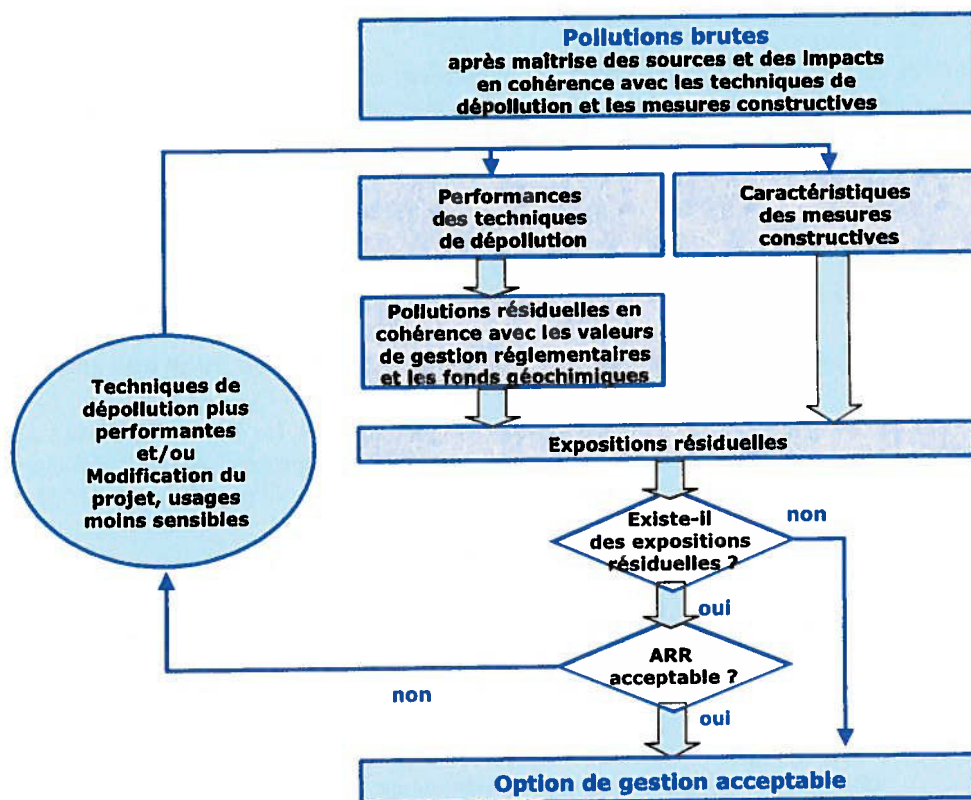 Pollutions brutes
après maîtrise des sources et des impacts
en cohérence avec les techniques de
dépollution et les mesures constructives
Performances
des techniques
de dépollution
Caractéristiques
des mesures
constructives
Pollutions résiduelles en
cohérence avec les valeurs
de gestion réglementaires
et les fonds géochimiques
Techniques de
dépollution plus
performantes
et/ou
Modification du
projet, usages
moins sensibles
Expositions résiduelles
Existe-il
des expositions
résiduelles ?
non
oui
ARR
acceptable ?
non
oui
Option de gestion acceptable